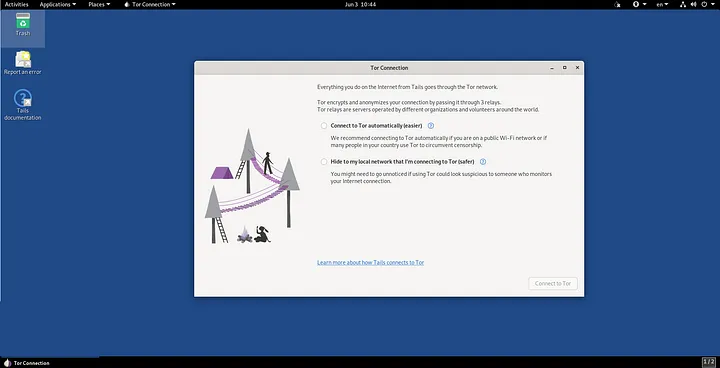 Activities Applications Places Tor Connection Jun 3 10:44 en
Trash
Report an error
Tails
documentation
Tor Connection
Everything you do on the Internet from Tails goes through the Tor network.
Tor encrypts and anonymizes your connection by passing it through 3 relays.
Tor relays are servers operated by different organizations and volunteers around the world.
Connect to Tor automatically (easier)
We recommend connecting to Tor automatically if you are on a public Wi-Fi network or if
many people in your country use Tor to circumvent censorship.
Hide to my local network that I'm connecting to Tor (safer)
You might need to go unnoticed if using Tor could look suspicious to someone who monitors
your Internet connection.
Learn more about how Tails connects to Tor
Connect to Tor
Tor Connection 1/2